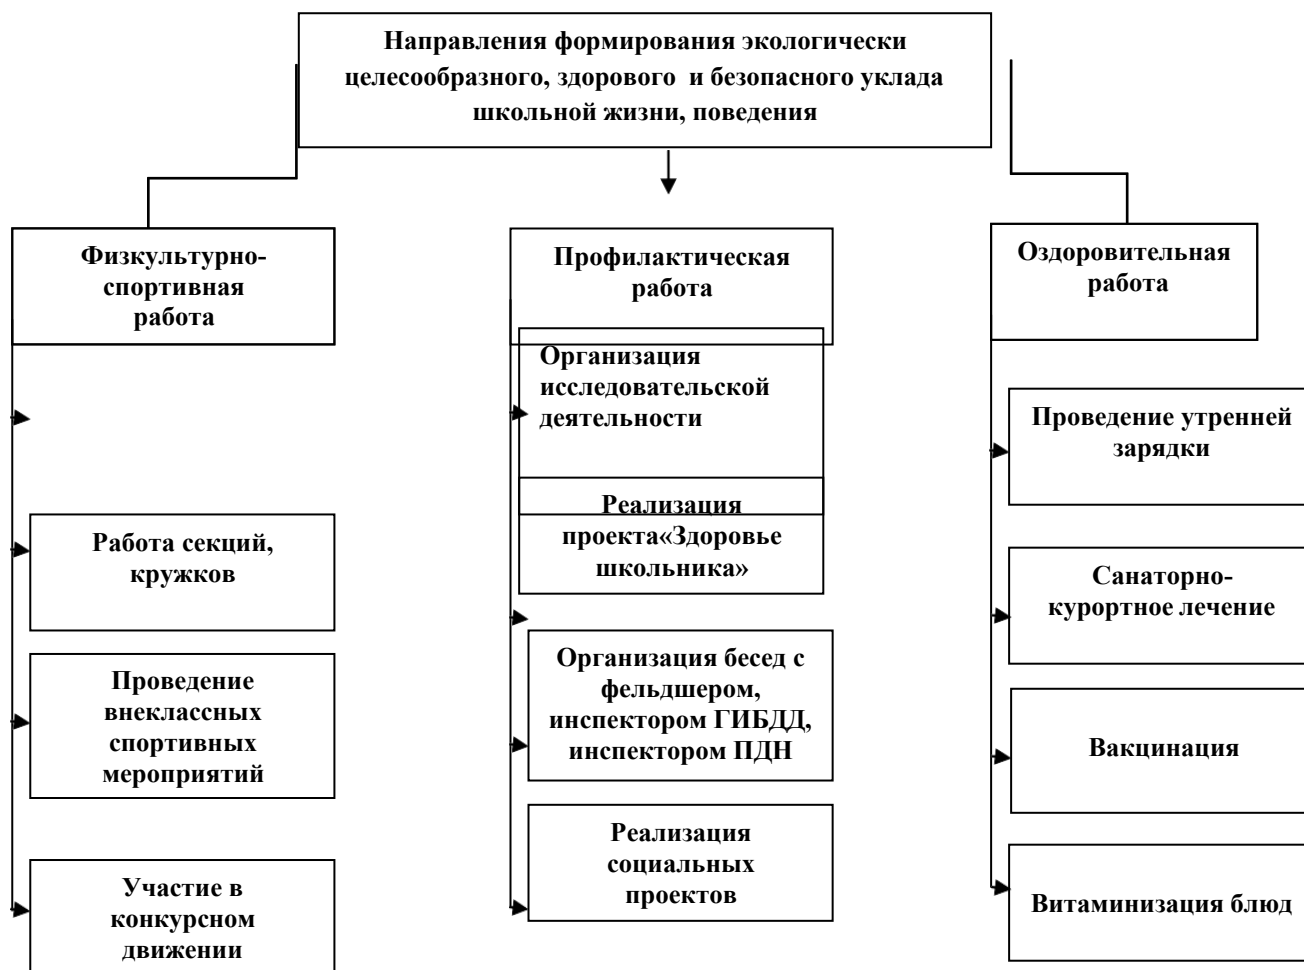 Направления формирования экологически
целесообразного, здорового и безопасного уклада
школьной жизни, поведения
Физкультурно-
спортивная
работа
Работа секций,
кружков
Проведение
внеклассных
спортивных
мероприятий
Участие в
конкурсном
движении
Профилактическая
работа
Организация
исследовательской
деятельности
Реализация
проекта«Здоровье
школьника»
Организация бесед с
фельдшером,
инспектором ГИБДД,
инспектором ПДН
Реализация
социальных
проектов
Оздоровительная
работа
Проведение утренней
зарядки
Санаторно-
курортное лечение
Вакцинация
Витаминизация блюд